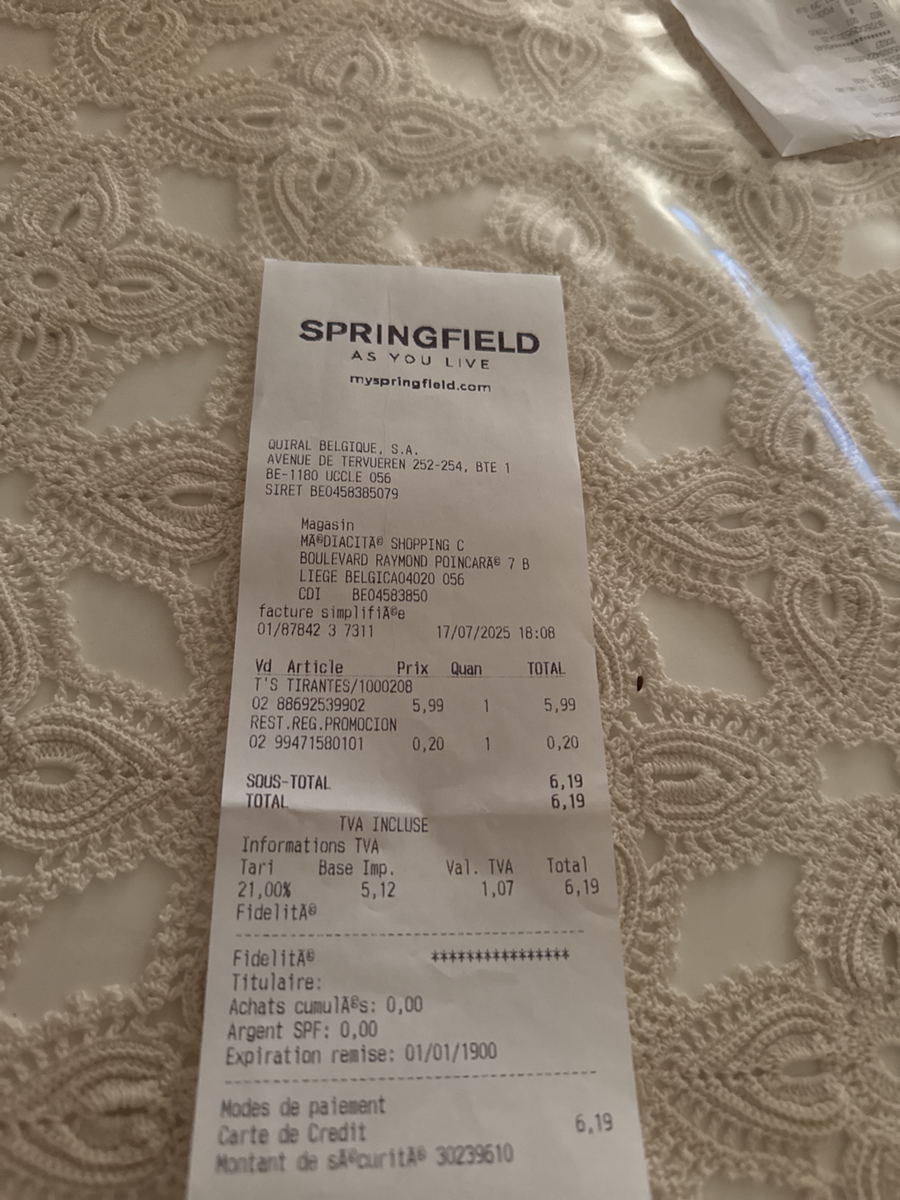 SPRINGFIELD
AS YOU LIVE
myspringfield.com
QUIRAL BELGIQUE, S.A.
AVENUE DE TERVUEREN 252-254, BTE 1
BE-1180 UCCLE 056
SIRET BE0458385079
Magasin
MÃ©DIACITÃ© SHOPPING C
BOULEVARD RAYMOND POINCARÃ© 7 B
LIEGE BELGICA04020 056
CDI BE04583850
facture simplifiÃ©e
01/87842 3 7311 17/07/2025 18:08
Vd Article Prix Quan TOTAL
T'S TIRANTES/1000208
02 88692539902 5,99 1 5,99
REST.REG.PROMOCION
02 99471580101 0,20 1 0,20
SOUS-TOTAL 6,19
TOTAL 6,19
TVA INCLUSE
Informations TVA
Tari Base Imp. Val. TVA Total
21,00% 5,12 1,07 6,19
FidelitÃ©
FidelitÃ© ****************
Titulaire:
Achats cumulÃ©s: 0,00
Argent SPF: 0,00
Expiration remise: 01/01/1900
Modes de paiement
Carte de Credit 6,19
Montant de sÃ©curitÃ© 30239610